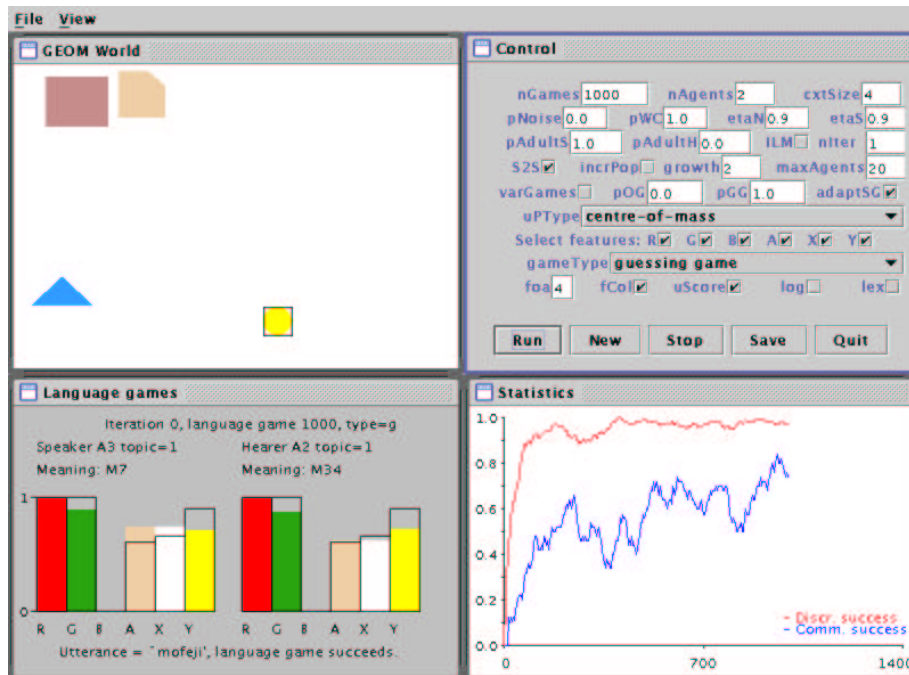 File View
GEOM World
Control
nGames 1000 nAgents 2 cxtSize 4
pNoise 0.0 pWC 1.0 etaN 0.9 etaS 0.9
pAdultS 1.0 pAdultH 0.0 ILM nIter 1
S2S incrPop growth 2 maxAgents 20
varGames pOG 0.0 pGG 1.0 adaptSG
uPType centre-of-mass
Select features: R G B A X Y
gameType guessing game
foa 4 fCol uScore log lex
Run New Stop Save Quit
Language games
Iteration 0, language game 1000, type=g
Speaker A3 topic=1 Hearer A2 topic=1
Meaning: M7 Meaning: M34
1
0
R G B A X Y R G B A X Y
Utterance = `mofeji', language game succeeds.
Statistics
1.0
0.8
0.6
0.4
0.2
0.0
- Discr. success
- Comm. success
0 700 1400